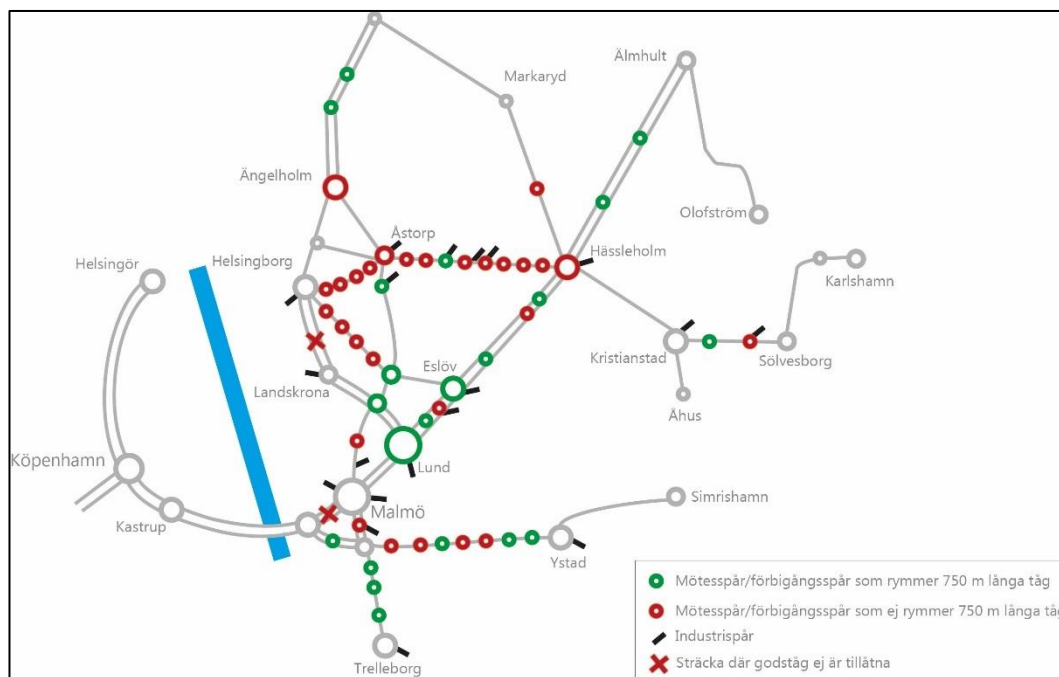 Markaryd
Älmhult
Ängelholm
Olofström
Åstorp
Helsingör
Helsingborg
Hässleholm
Karlshamn
Kristianstad
Sölvesborg
Eslöv
Landskrona
Åhus
Lund
Köpenhamn
Simrishamn
Malmö
Kastrup
Ystad
Trelleborg
Mötesspår/förbigångsspår som rymmer 750 m långa tåg
Mötesspår/förbigångsspår som ej rymmer 750 m långa tåg
Industrispår
Sträcka där godståg ej är tillåtna